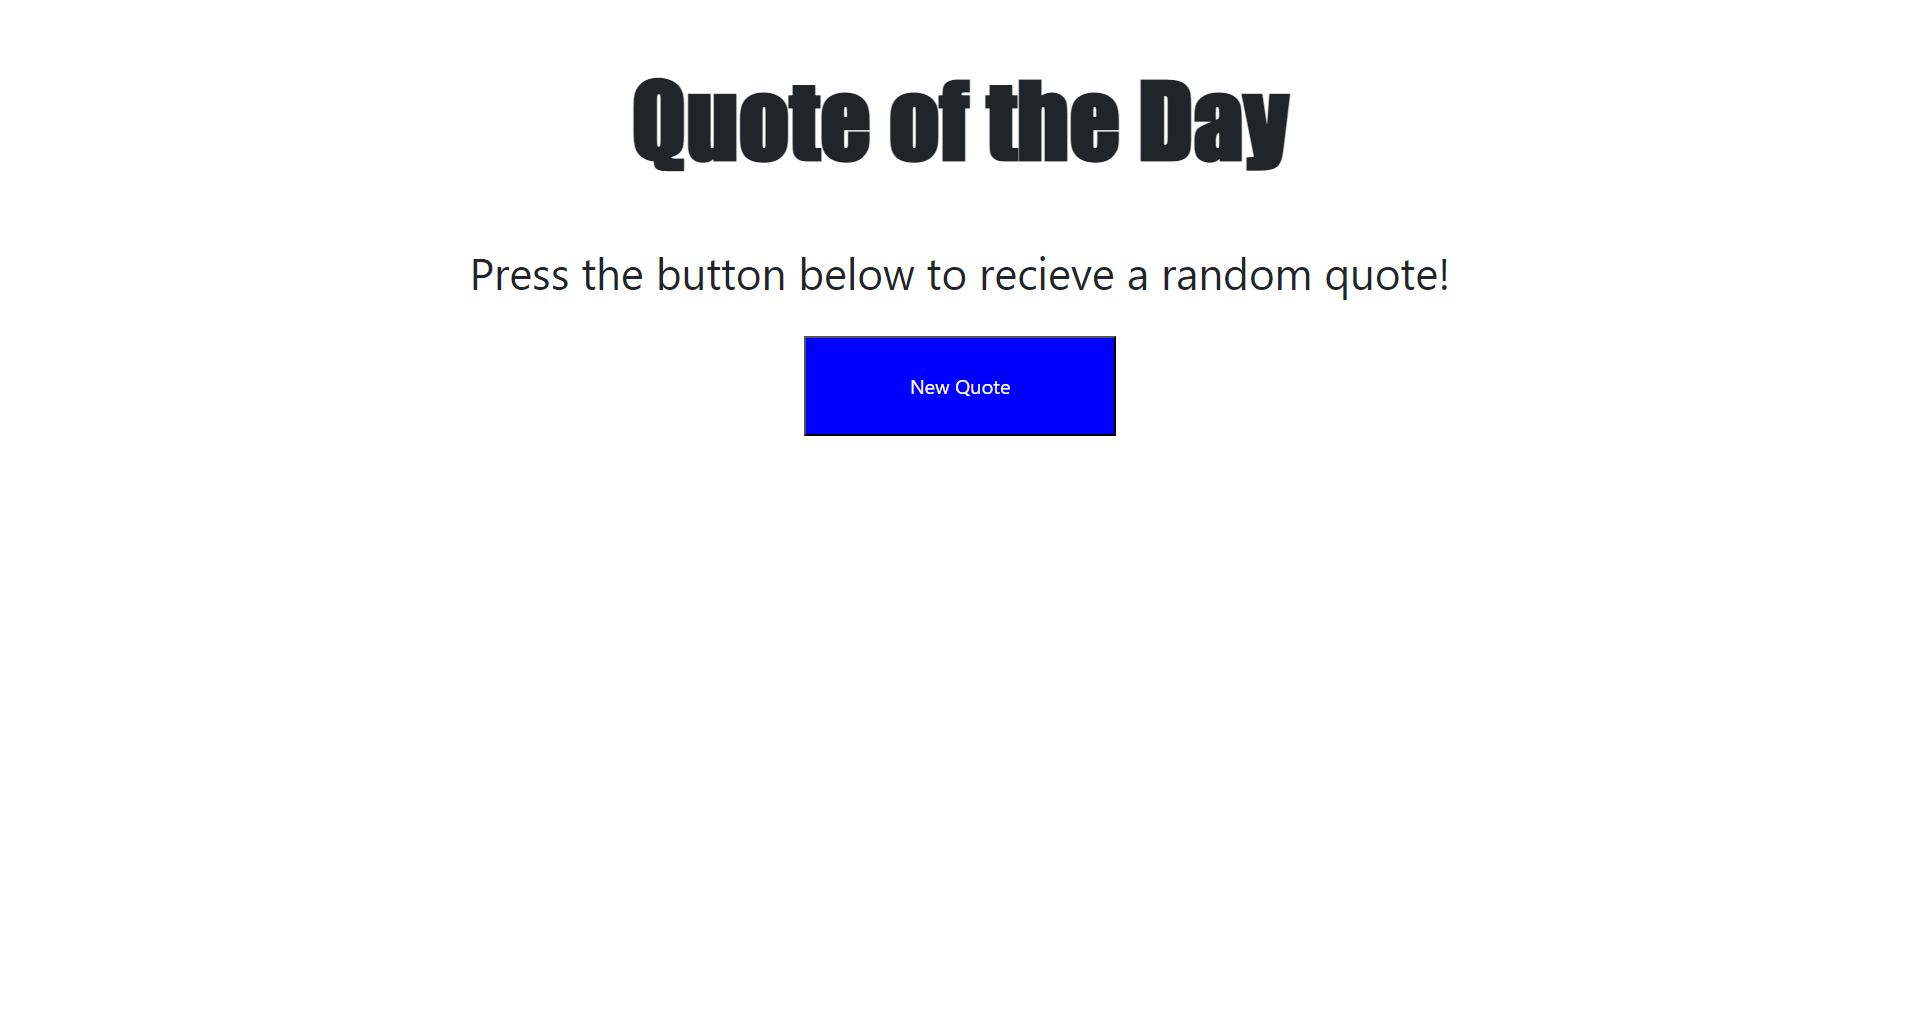 Quote of the Day
Press the button below to recieve a random quote!
New Quote